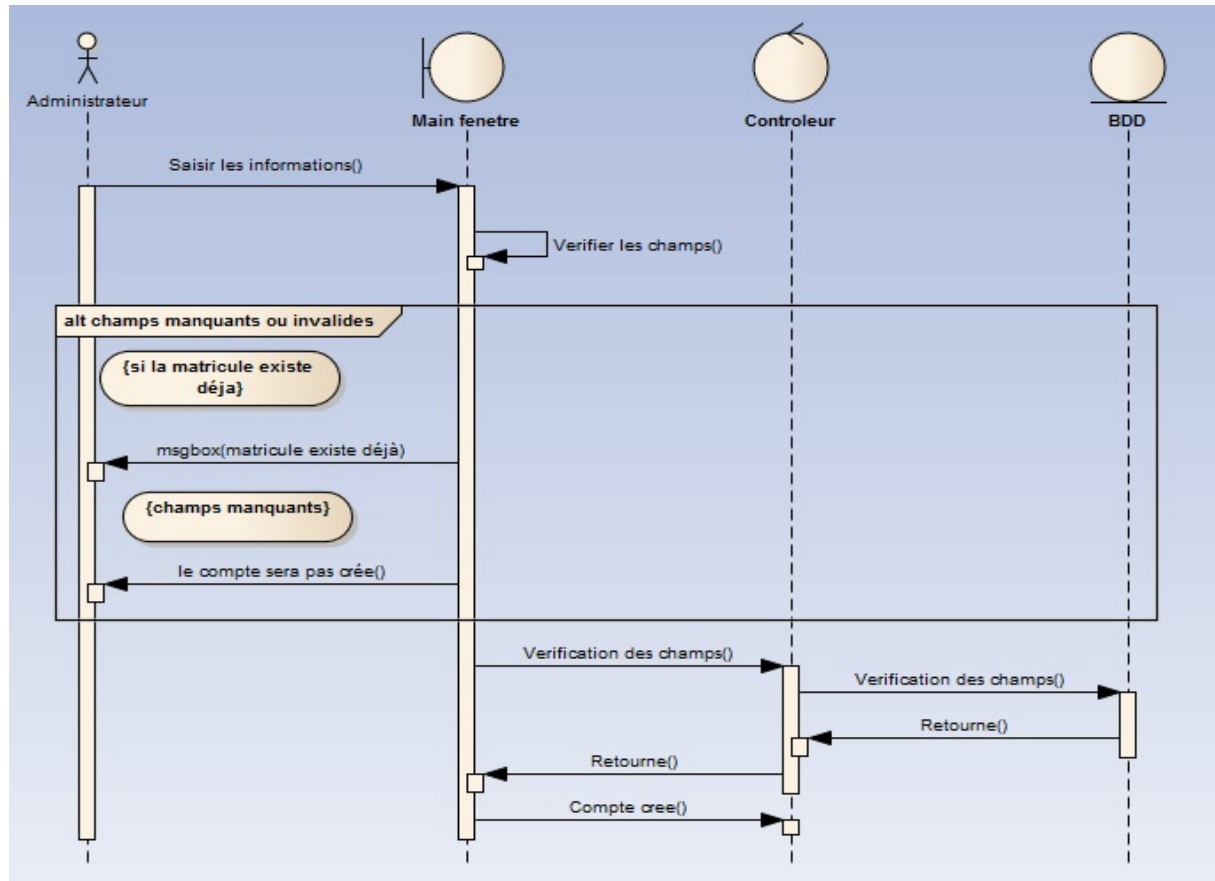 Administrateur
Main fenetre
Controleur
BDD
Saisir les informations()
Verifier les champs()
alt champs manquants ou invalides
{si la matricule existe
déja}
msgbox(matricule existe déjà)
{champs manquants}
le compte sera pas crée()
Verification des champs()
Verification des champs()
Retourne()
Retourne()
Compte cree()